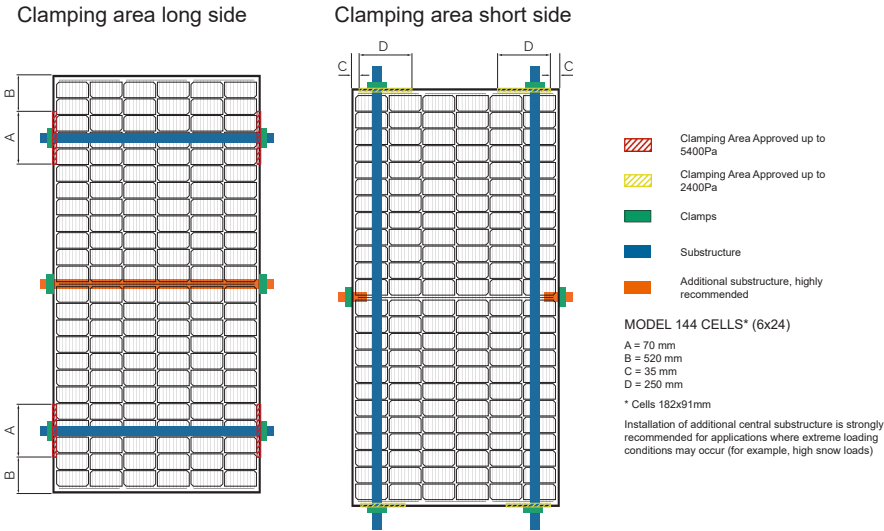 Clamping area long side
Clamping area short side
D
D
C
C
B
A
A
B
Clamping Area Approved up to
5400Pa
Clamping Area Approved up to
2400Pa
Clamps
Substructure
Additional substructure, highly
recommended
MODEL 144 CELLS* (6x24)
A = 70 mm
B = 520 mm
C = 35 mm
D = 250 mm
* Cells 182x91mm
Installation of additional central substructure is strongly
recommended for applications where extreme loading
conditions may occur (for example, high snow loads)